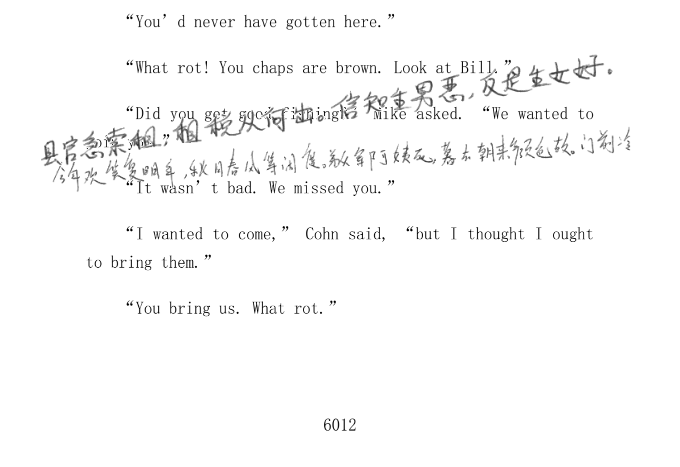 “You’d never have gotten here.”
“What rot! You chaps are brown. Look at Bill.”
“Did you get good fishing?” Mike asked. “We wanted to
县官急索租，租税从何出，信知生男恶，反是生女好。
今年欢笑复明年，秋月春风等闲度。弟走从军阿姨死，暮去朝来颜色故。门前冷
“It wasn’t bad. We missed you.”
“I wanted to come,” Cohn said, “but I thought I ought
to bring them.”
“You bring us. What rot.”
6012